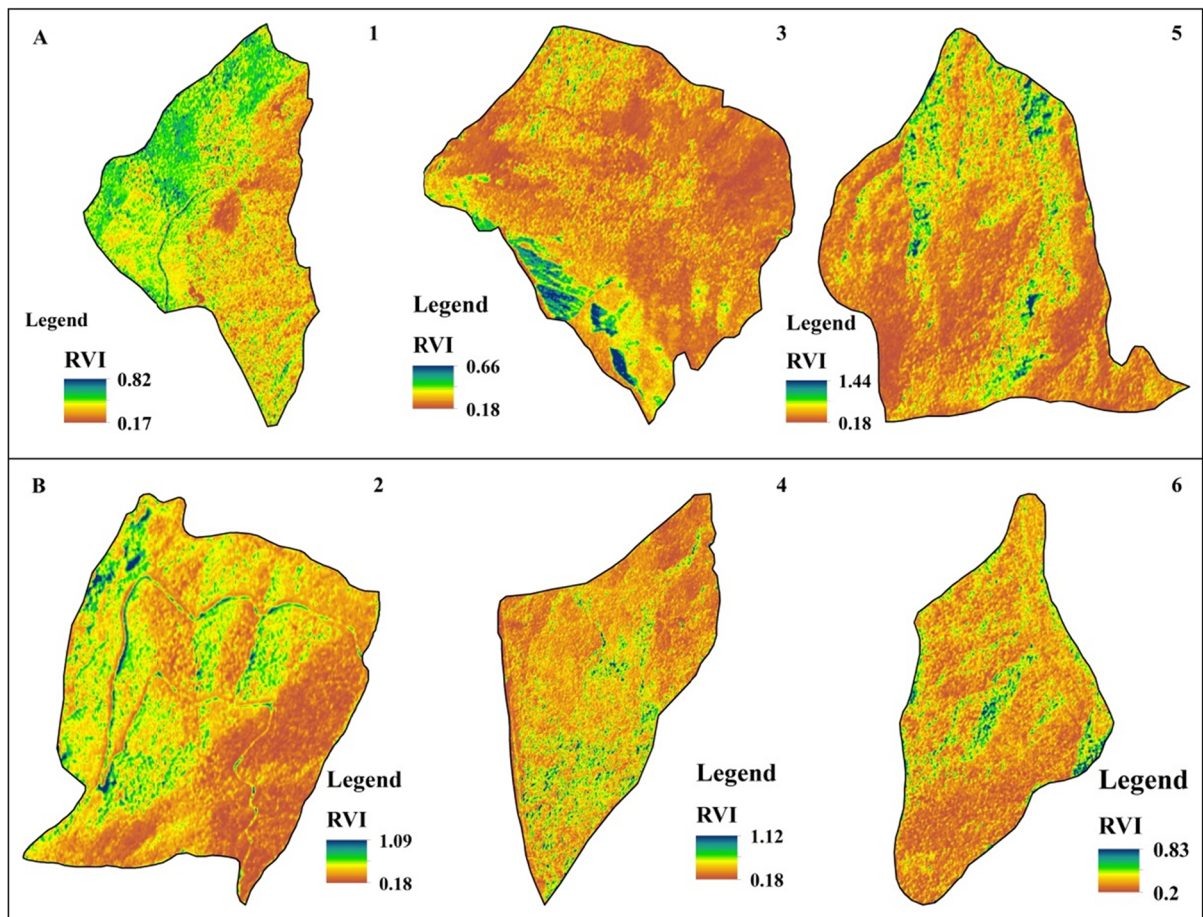 A
1
3
5
Legend
RVI
0.82
0.17
Legend
RVI
0.66
0.18
Legend
RVI
1.44
0.18
B
2
4
6
Legend
RVI
1.09
0.18
Legend
RVI
1.12
0.18
Legend
RVI
0.83
0.2